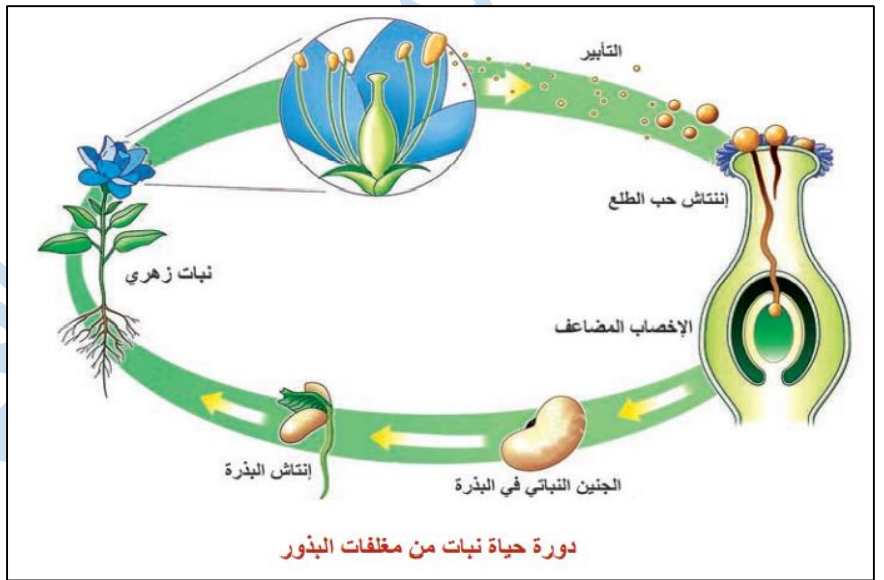 التأبير
إنتتاش حب الطلع
نبات زهري
الإخصاب المضاعف
إنتاش البذرة
الجنين النباتي في البذرة
دورة حياة نبات من مغلفات البذور